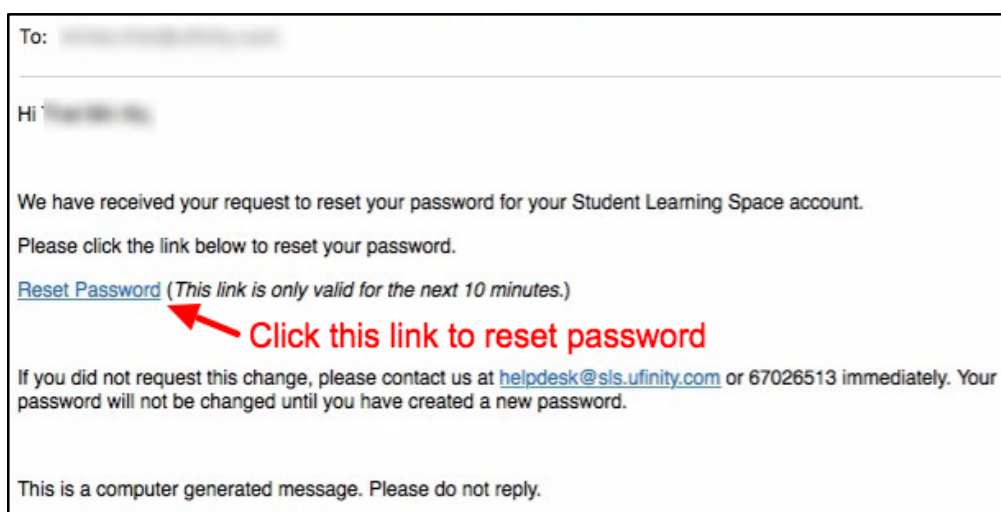 To:
Hi
We have received your request to reset your password for your Student Learning Space account.
Please click the link below to reset your password.
Reset Password (This link is only valid for the next 10 minutes.)
Click this link to reset password
If you did not request this change, please contact us at helpdesk@sls.ufinity.com or 67026513 immediately. Your
password will not be changed until you have created a new password.
This is a computer generated message. Please do not reply.